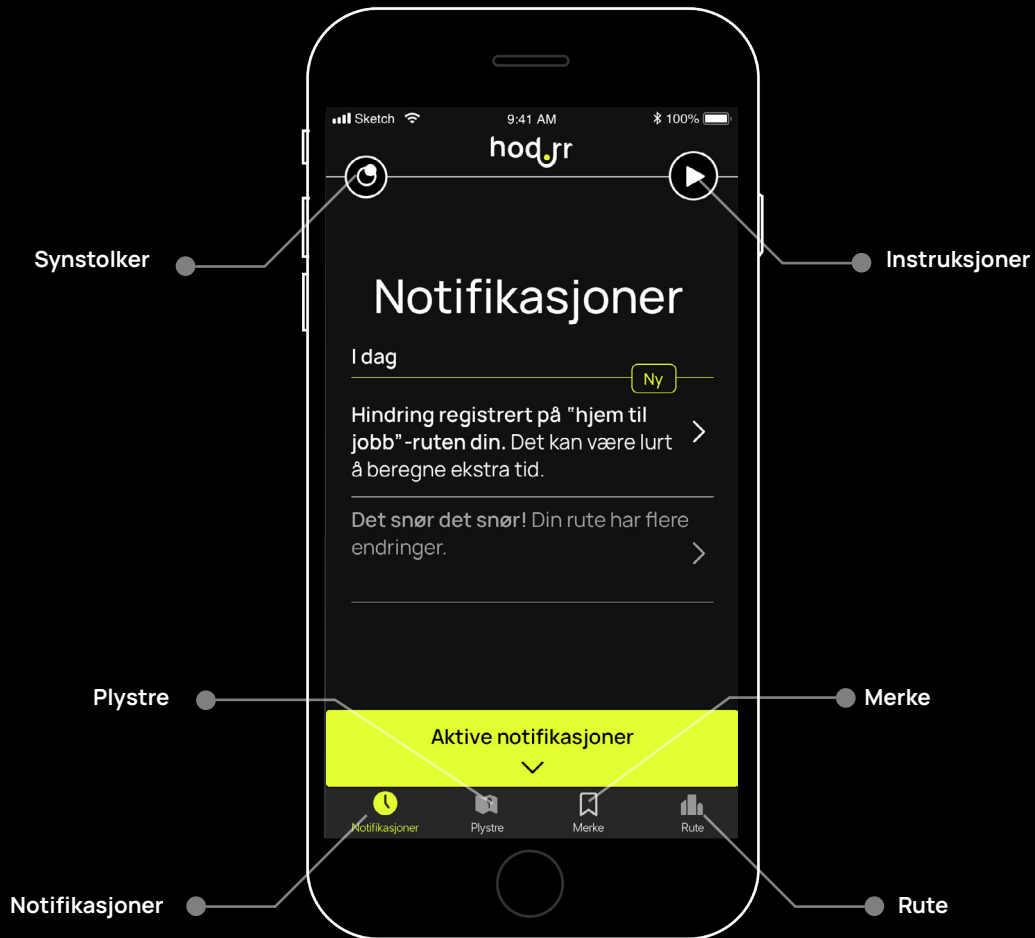 Sketch 9:41 AM 100%
hod.rr
Synstolker
Instruksjoner
Notifikasjoner
I dag
Ny
Hindring registrert på "hjem til
jobb"-ruten din. Det kan være lurt
å beregne ekstra tid.
Det snør det snør! Din rute har flere
endringer.
Plystre
Merke
Aktive notifikasjoner
Notifikasjoner Plystre Merke Rute
Notifikasjoner
Rute